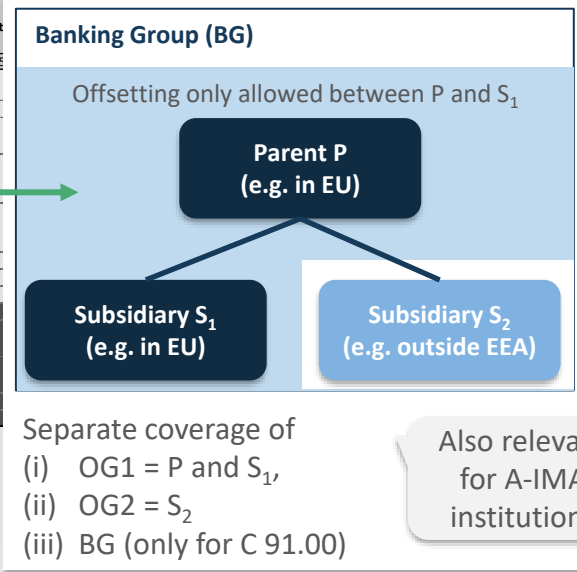 Banking Group (BG)
Offsetting only allowed between P and S₁
Parent P
(e.g. in EU)
Subsidiary S₁
(e.g. in EU)
Subsidiary S₂
(e.g. outside EEA)
Separate coverage of
(i) OG1 = P and S₁,
(ii) OG2 = S₂
(iii) BG (only for C 91.00)
Also
for A-IMA